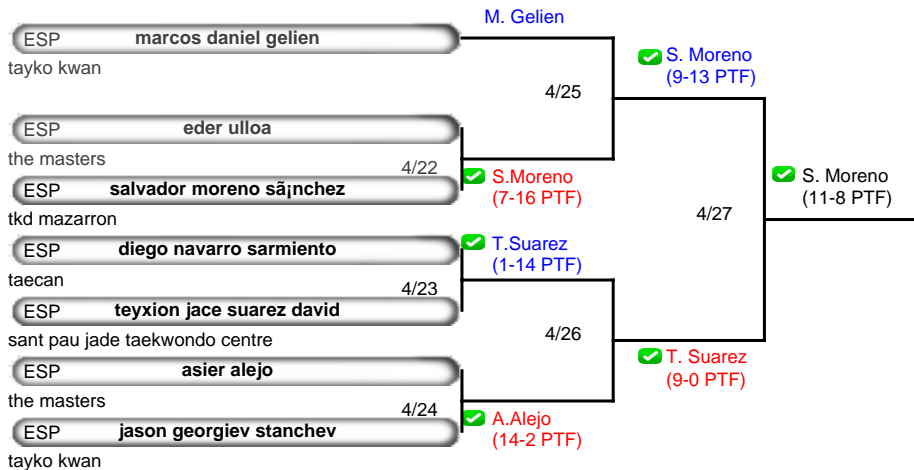 M. Gelien
ESP marcos daniel gelien
tayko kwan
S. Moreno
(9-13 PTF)
4/25
ESP eder ulloa
the masters
4/22
ESP salvador moreno sã¡nchez
tkd mazarron
S.Moreno
(7-16 PTF)
S. Moreno
(11-8 PTF)
4/27
ESP diego navarro sarmiento
taecan
T.Suarez
(1-14 PTF)
4/23
ESP teyxion jace suarez david
sant pau jade taekwondo centre
4/26
ESP asier alejo
the masters
T. Suarez
(9-0 PTF)
4/24
ESP jason georgiev stanchev
tayko kwan
A.Alejo
(14-2 PTF)